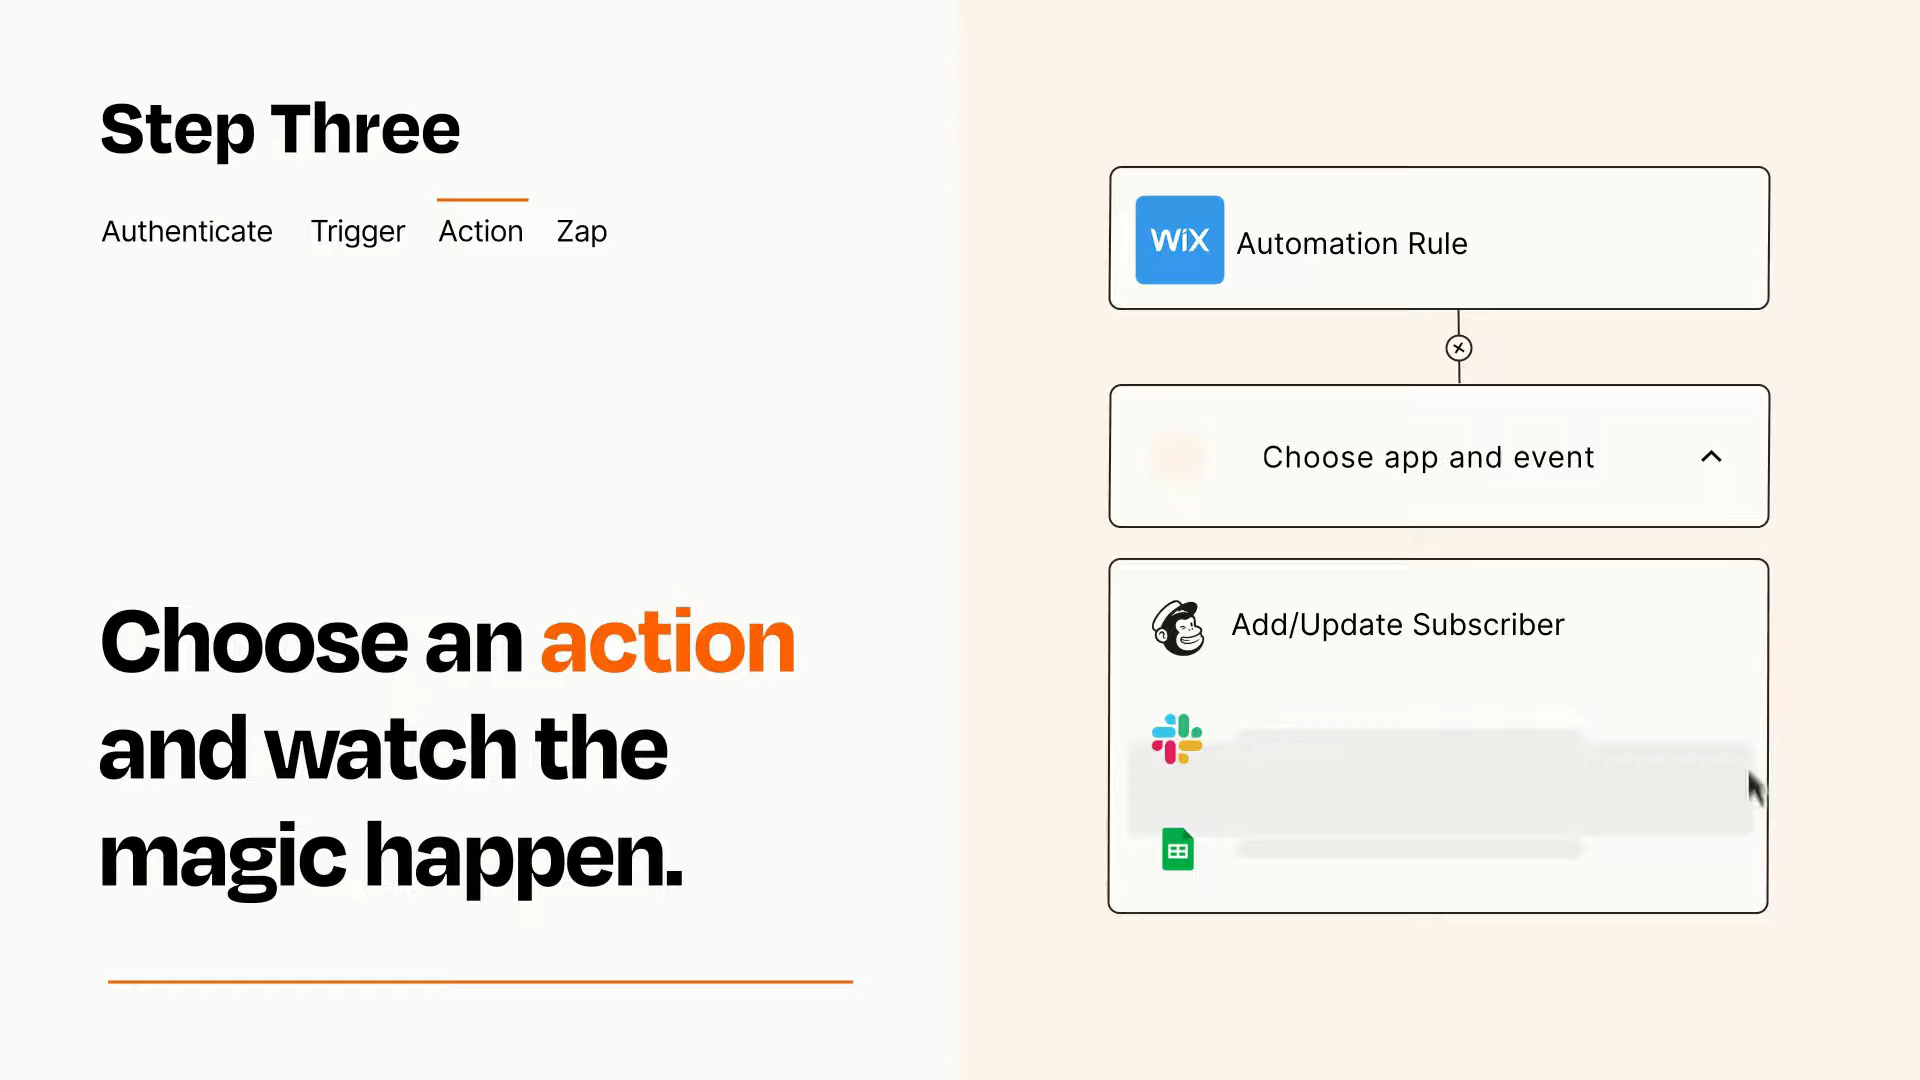 Step Three
Authenticate Trigger Action Zap
Choose an action
and watch the
magic happen.
WiX Automation Rule
Choose app and event
Add/Update Subscriber